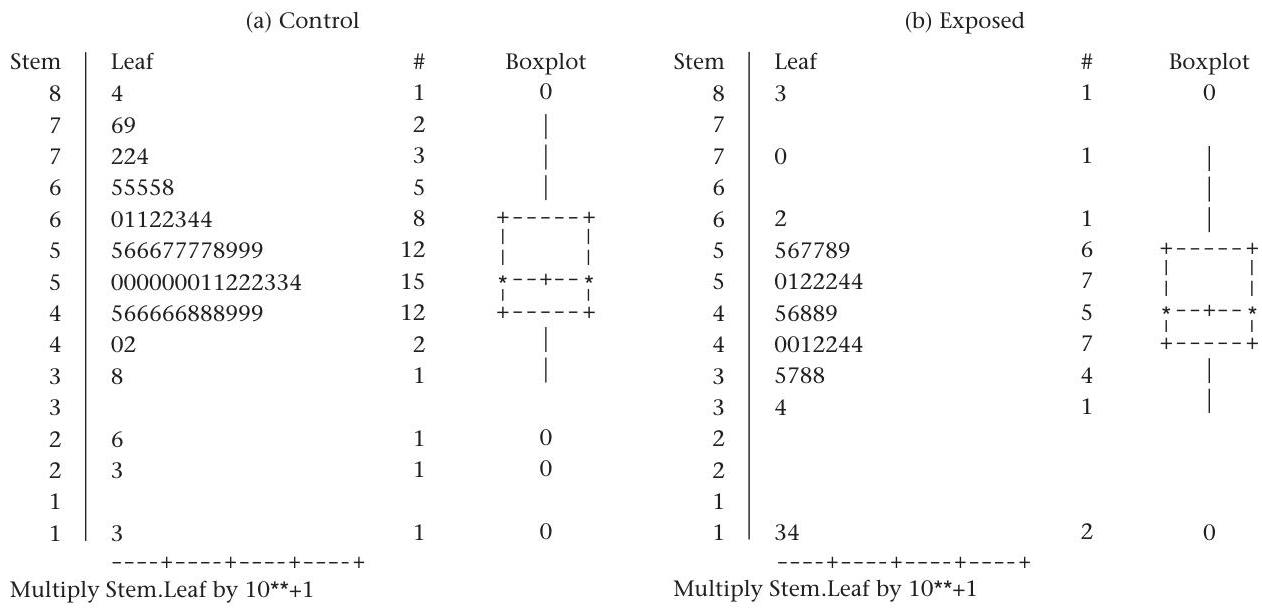 (a) Control
Stem Leaf # Boxplot
8 4 1 0
7 69 2
7 224 3
6 55558 5
6 01122344 8 +-----+
5 566677778999 12
5 000000011222334 15 *--+--*
4 566666888999 12 +-----+
4 02 2
3 8 1
3
2 6 1 0
2 3 1 0
1
1 3 1 0
----+----+----+----+
Multiply Stem.Leaf by 10**+1
(b) Exposed
Stem Leaf # Boxplot
8 3 1 0
7
7 0 1
6
6 2 1
5 567789 6 +-----+
5 0122244 7
4 56889 5 *--+--*
4 0012244 7 +-----+
3 5788 4
3 4 1
2
2
1
1 34 2 0
----+----+----+----+
Multiply Stem.Leaf by 10**+1